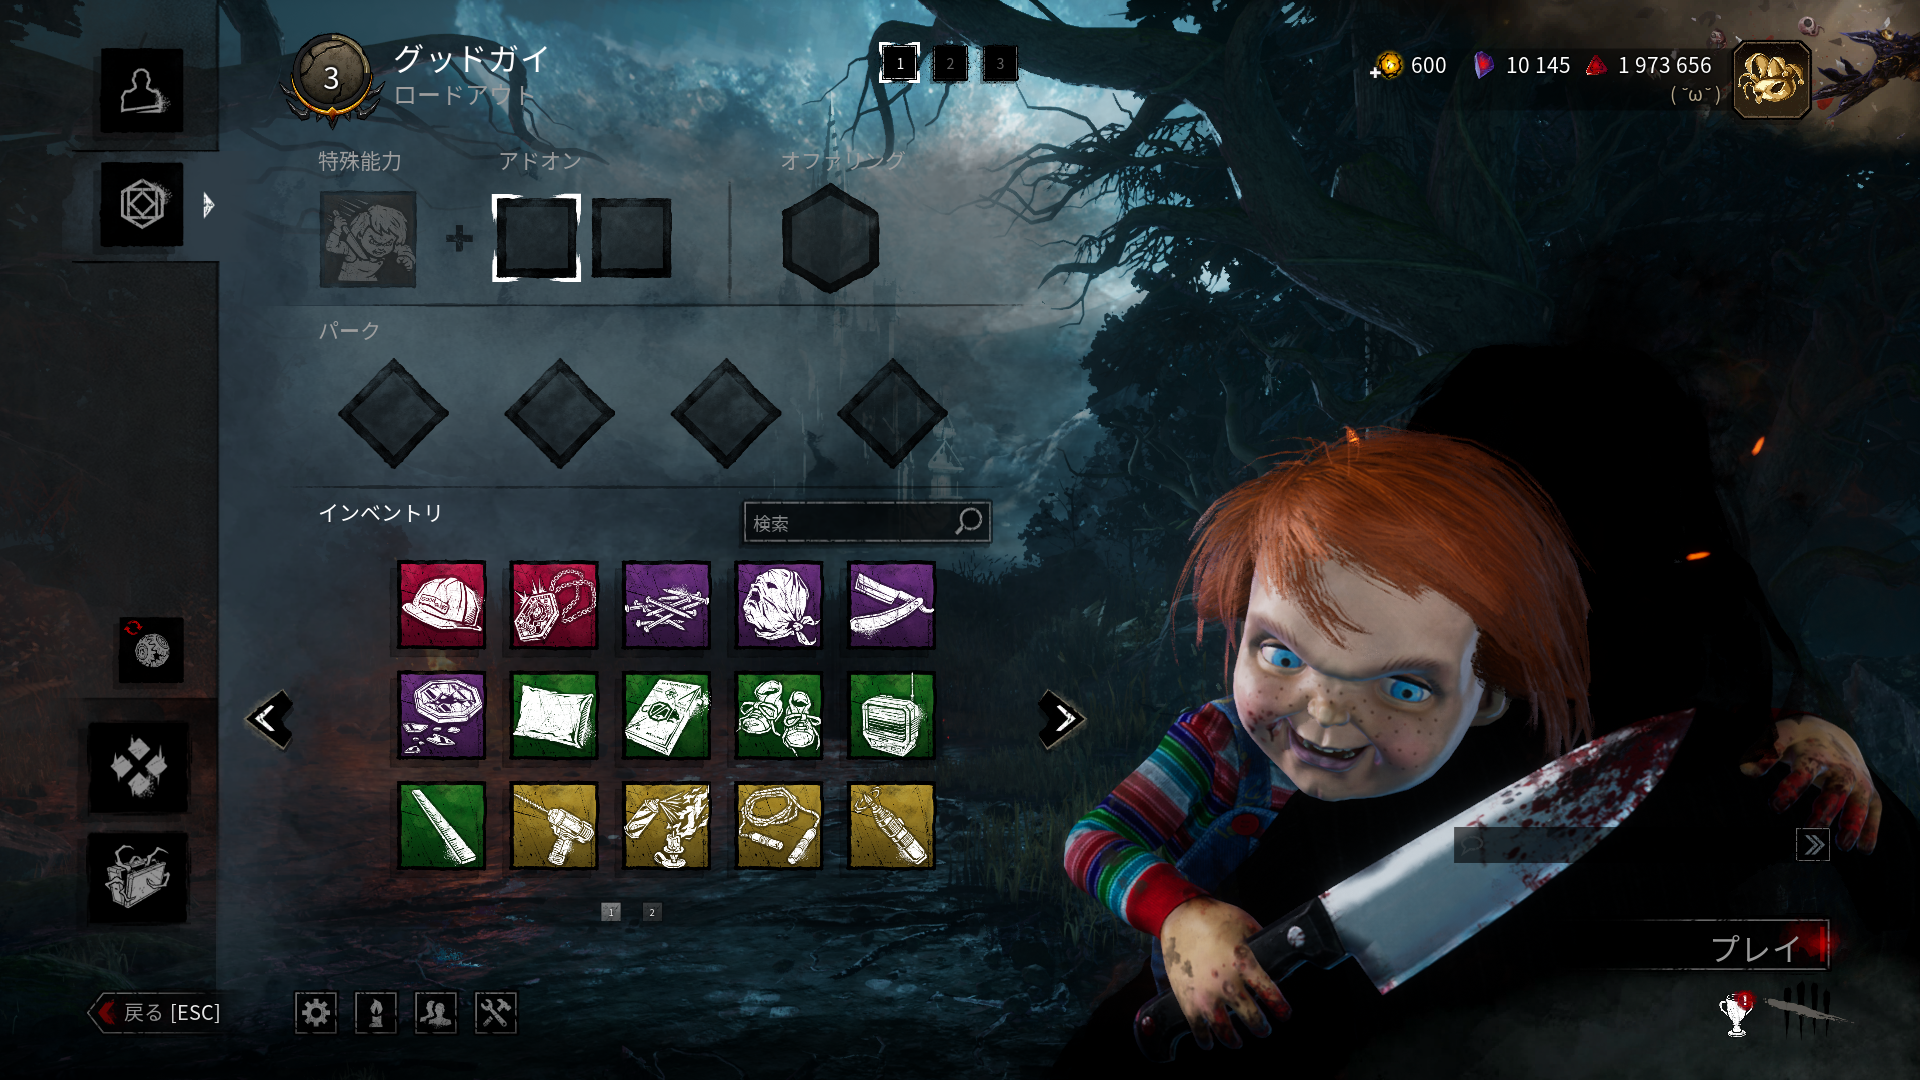 3
グッドガイ
ロードアウト
1
2
3
600
10 145
1 973 656
(˘ω˘)
特殊能力
アドオン
オファリング
パーク
インベントリ
検索
1
2
プレイ
戻る [ESC]